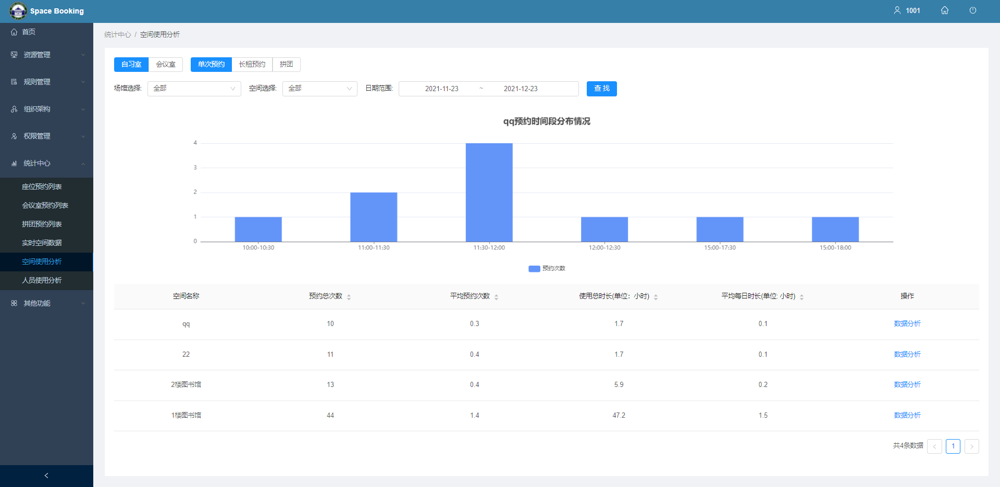 Space Booking
1001
首页
资源管理
规则管理
组织架构
权限管理
统计中心
座位预约列表
会议室预约列表
拼团预约列表
实时空间数据
空间使用分析
人员使用分析
其他功能
统计中心 / 空间使用分析
自习室 会议室 单次预约 长租预约 拼团
场馆选择: 全部 空间选择: 全部 日期范围: 2021-11-23 ~ 2021-12-23 查 找
qq预约时间段分布情况
4
3
2
1
0
10:00-10:30 11:00-11:30 11:30-12:00 12:00-12:30 15:00-17:30 15:00-18:00
预约次数
空间名称 预约总次数 平均预约次数 使用总时长(单位：小时) 平均每日时长(单位: 小时) 操作
qq 10 0.3 1.7 0.1 数据分析
22 11 0.4 1.7 0.1 数据分析
2楼图书馆 13 0.4 5.9 0.2 数据分析
1楼图书馆 44 1.4 47.2 1.5 数据分析
共4条数据 < 1 >